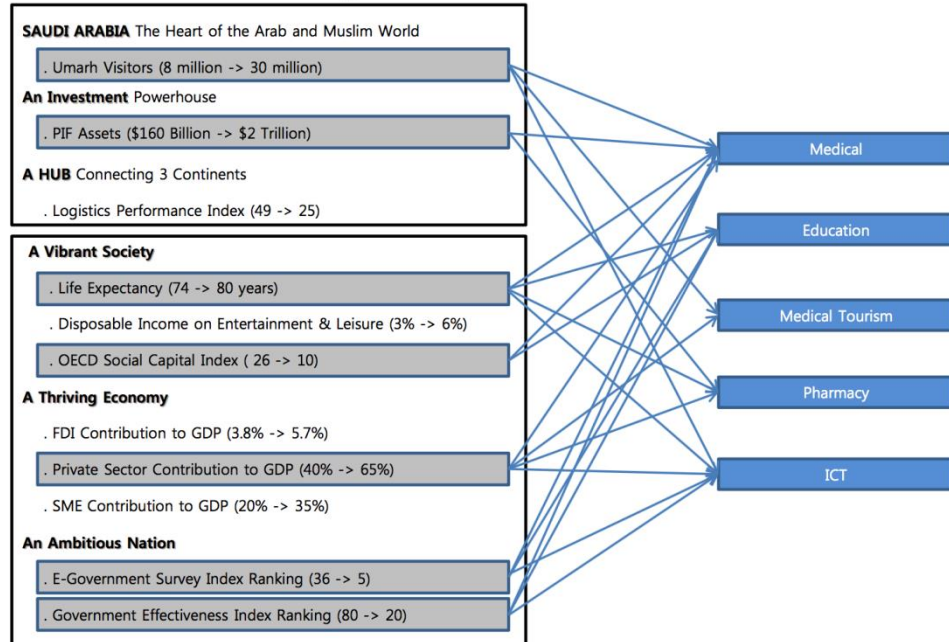 SAUDI ARABIA The Heart of the Arab and Muslim World
. Umarh Visitors (8 million -> 30 million)
An Investment Powerhouse
. PIF Assets ($160 Billion -> $2 Trillion)
A HUB Connecting 3 Continents
. Logistics Performance Index (49 -> 25)
A Vibrant Society
. Life Expectancy (74 -> 80 years)
. Disposable Income on Entertainment & Leisure (3% -> 6%)
. OECD Social Capital Index ( 26 -> 10)
A Thriving Economy
. FDI Contribution to GDP (3.8% -> 5.7%)
. Private Sector Contribution to GDP (40% -> 65%)
. SME Contribution to GDP (20% -> 35%)
An Ambitious Nation
. E-Government Survey Index Ranking (36 -> 5)
. Government Effectiveness Index Ranking (80 -> 20)
Medical
Education
Medical Tourism
Pharmacy
ICT